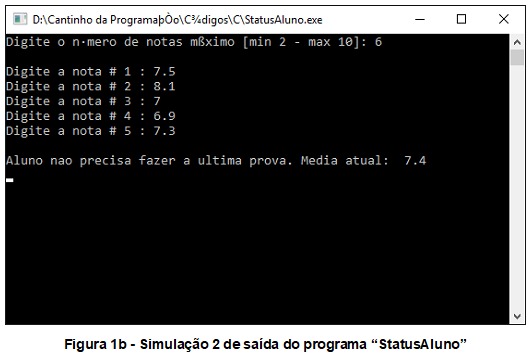 D:\Cantinho da ProgramaþÒo\C¾digos\C\StatusAluno.exe
Digite o n·mero de notas mßximo [min 2 - max 10]: 6
Digite a nota # 1 : 7.5
Digite a nota # 2 : 8.1
Digite a nota # 3 : 7
Digite a nota # 4 : 6.9
Digite a nota # 5 : 7.3
Aluno nao precisa fazer a ultima prova. Media atual:  7.4
Figura 1b - Simulação 2 de saída do programa “StatusAluno”